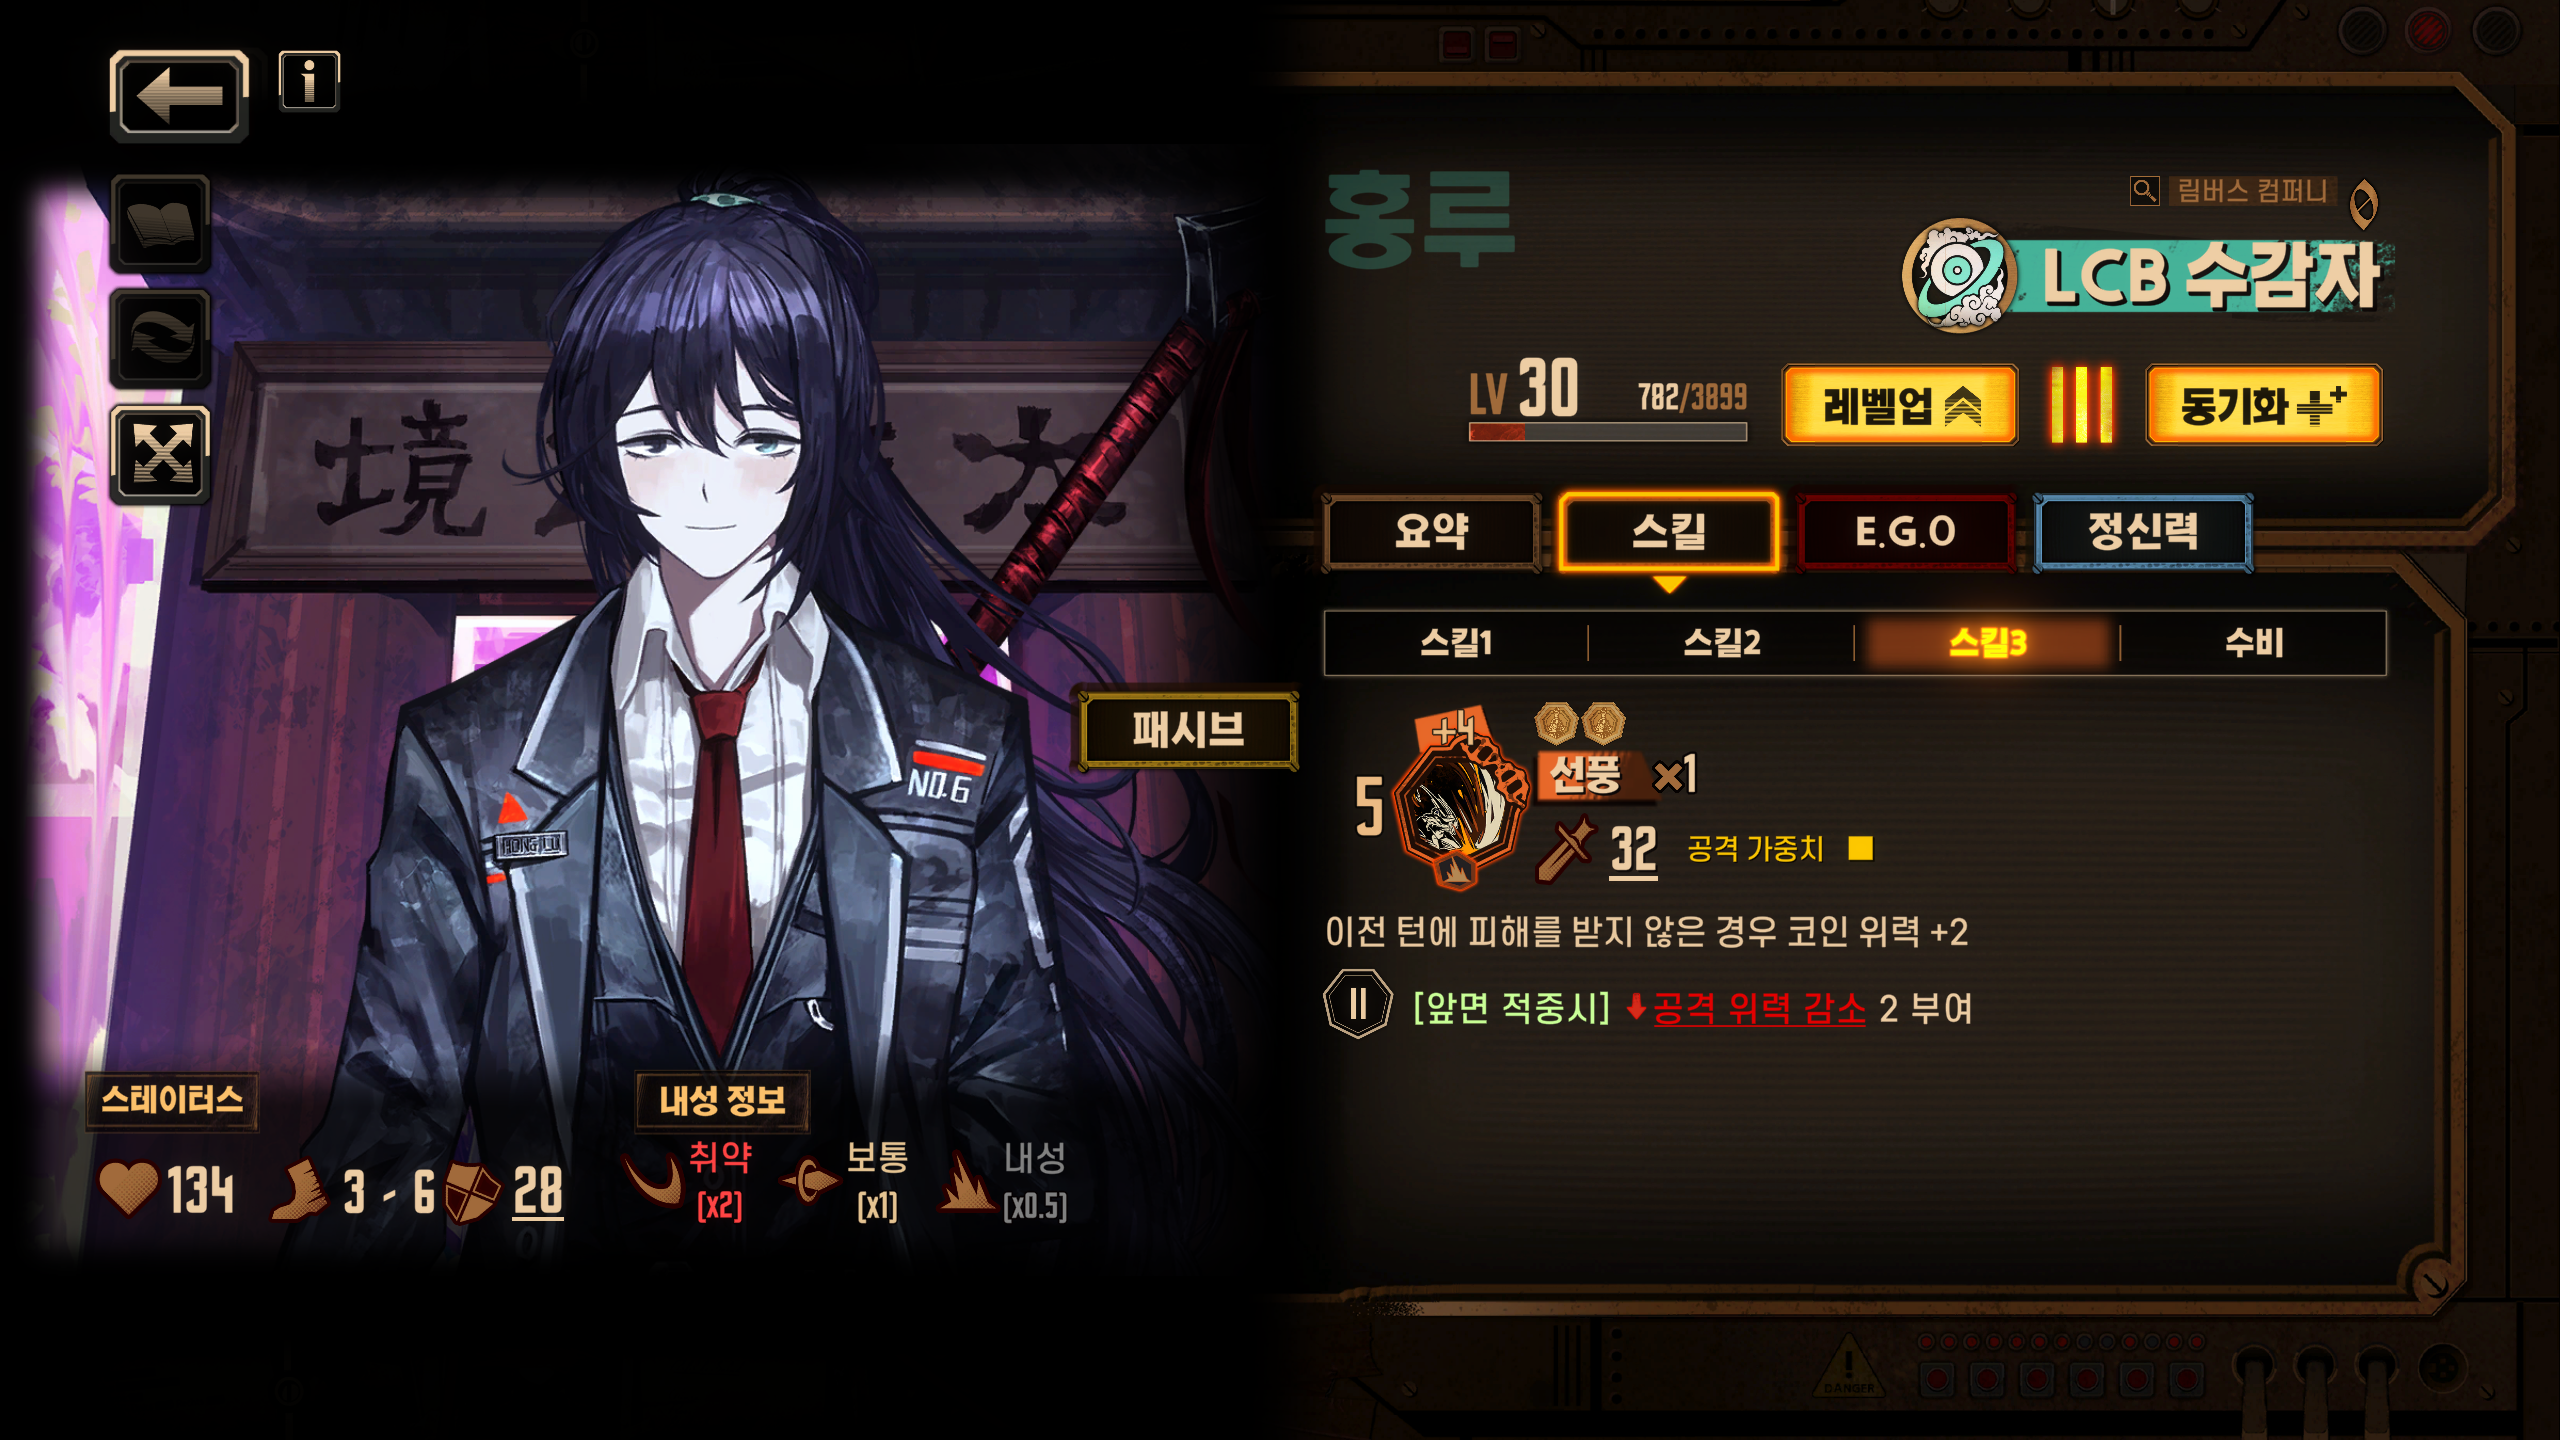 홍루
림버스 컴퍼니
LCB 수감자
LV 30
782/3899
레벨업
동기화
요약
스킬
E.G.O
정신력
스킬1
스킬2
스킬3
수비
패시브
5
+4
선풍 ×1
32 공격 가중치
이전 턴에 피해를 받지 않은 경우 코인 위력 +2
II [앞면 적중시] 공격 위력 감소 2 부여
境
太
NO.6
HONG LU
스테이터스
134
3 - 6
28
내성 정보
취약
[x2]
보통
[x1]
내성
[x0.5]
DANGER